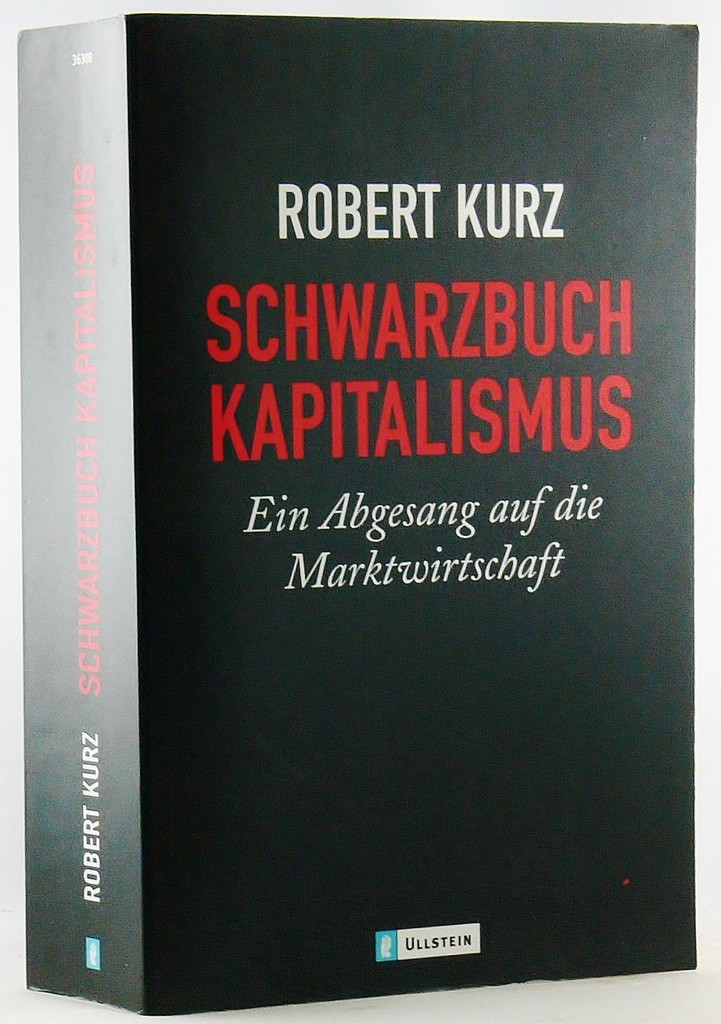 36308
SCHWARZBUCH KAPITALISMUS
ROBERT KURZ
ROBERT KURZ
SCHWARZBUCH
KAPITALISMUS
Ein Abgesang auf die
Marktwirtschaft
ULLSTEIN